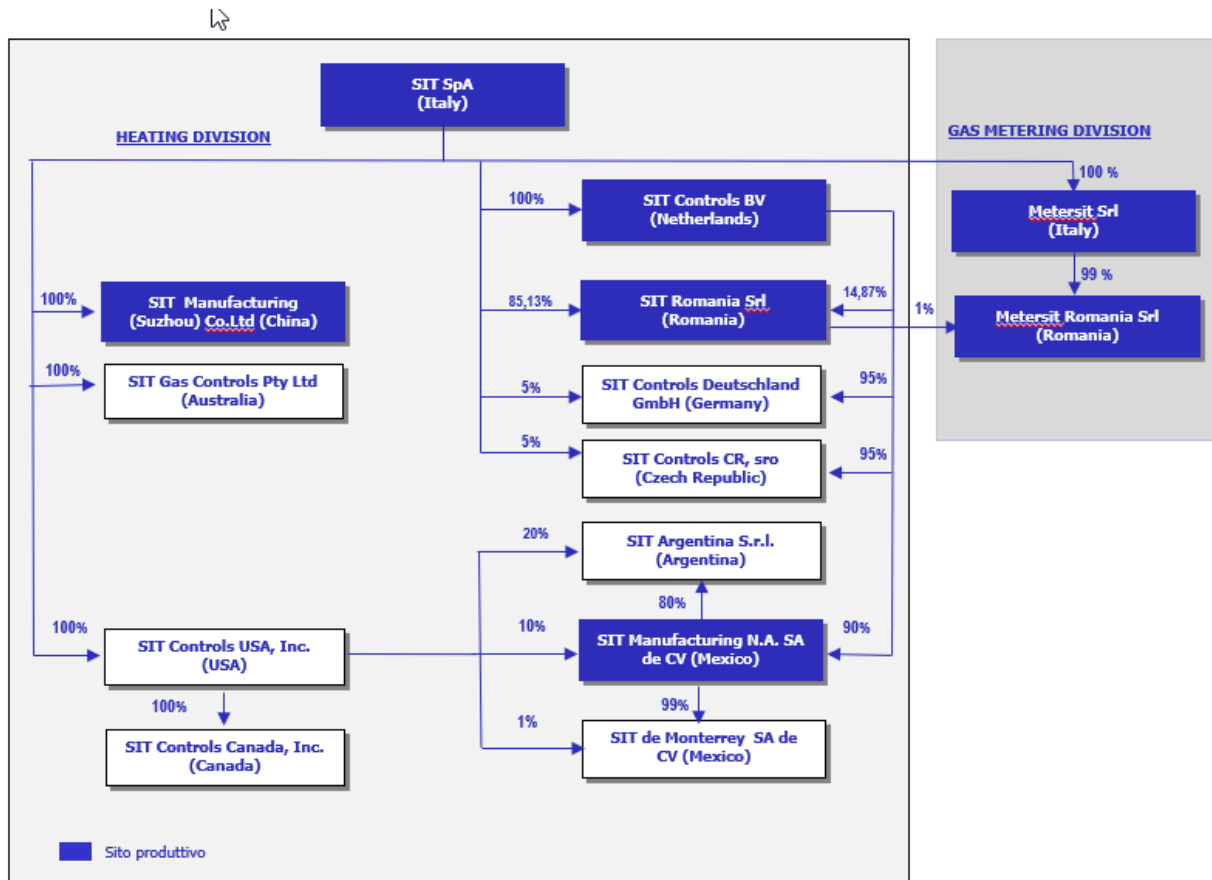 SIT SpA
(Italy)
HEATING DIVISION
GAS METERING DIVISION
100 %
100%
SIT Controls BV
(Netherlands)
Metersit Srl
(Italy)
99 %
100%
SIT  Manufacturing
(Suzhou) Co.Ltd (China)
85,13%
SIT Romania Srl
(Romania)
14,87%
1%
Metersit Romania Srl
(Romania)
100%
SIT Gas Controls Pty Ltd
(Australia)
5%
SIT Controls Deutschland
GmbH (Germany)
95%
5%
SIT Controls CR, sro
(Czech Republic)
95%
20%
SIT Argentina S.r.l.
(Argentina)
80%
100%
SIT Controls USA, Inc.
(USA)
10%
SIT Manufacturing N.A. SA
de CV (Mexico)
90%
100%
99%
1%
SIT Controls Canada, Inc.
(Canada)
SIT de Monterrey  SA de
CV (Mexico)
Sito produttivo